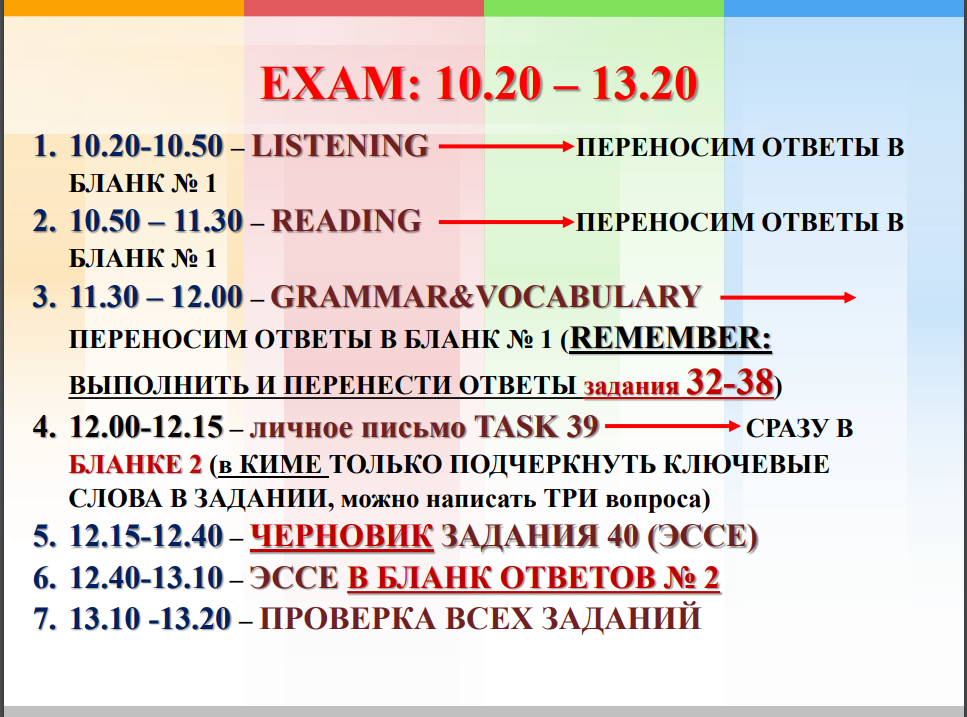 EXAM: 10.20 – 13.20
1. 10.20-10.50 – LISTENING ПЕРЕНОСИМ ОТВЕТЫ В
БЛАНК № 1
2. 10.50 – 11.30 – READING ПЕРЕНОСИМ ОТВЕТЫ В
БЛАНК № 1
3. 11.30 – 12.00 – GRAMMAR&VOCABULARY
ПЕРЕНОСИМ ОТВЕТЫ В БЛАНК № 1 (REMEMBER:
ВЫПОЛНИТЬ И ПЕРЕНЕСТИ ОТВЕТЫ задания 32-38)
4. 12.00-12.15 – личное письмо TASK 39 СРАЗУ В
БЛАНКЕ 2 (в КИМЕ ТОЛЬКО ПОДЧЕРКНУТЬ КЛЮЧЕВЫЕ
СЛОВА В ЗАДАНИИ, можно написать ТРИ вопроса)
5. 12.15-12.40 – ЧЕРНОВИК ЗАДАНИЯ 40 (ЭССЕ)
6. 12.40-13.10 – ЭССЕ В БЛАНК ОТВЕТОВ № 2
7. 13.10 -13.20 – ПРОВЕРКА ВСЕХ ЗАДАНИЙ